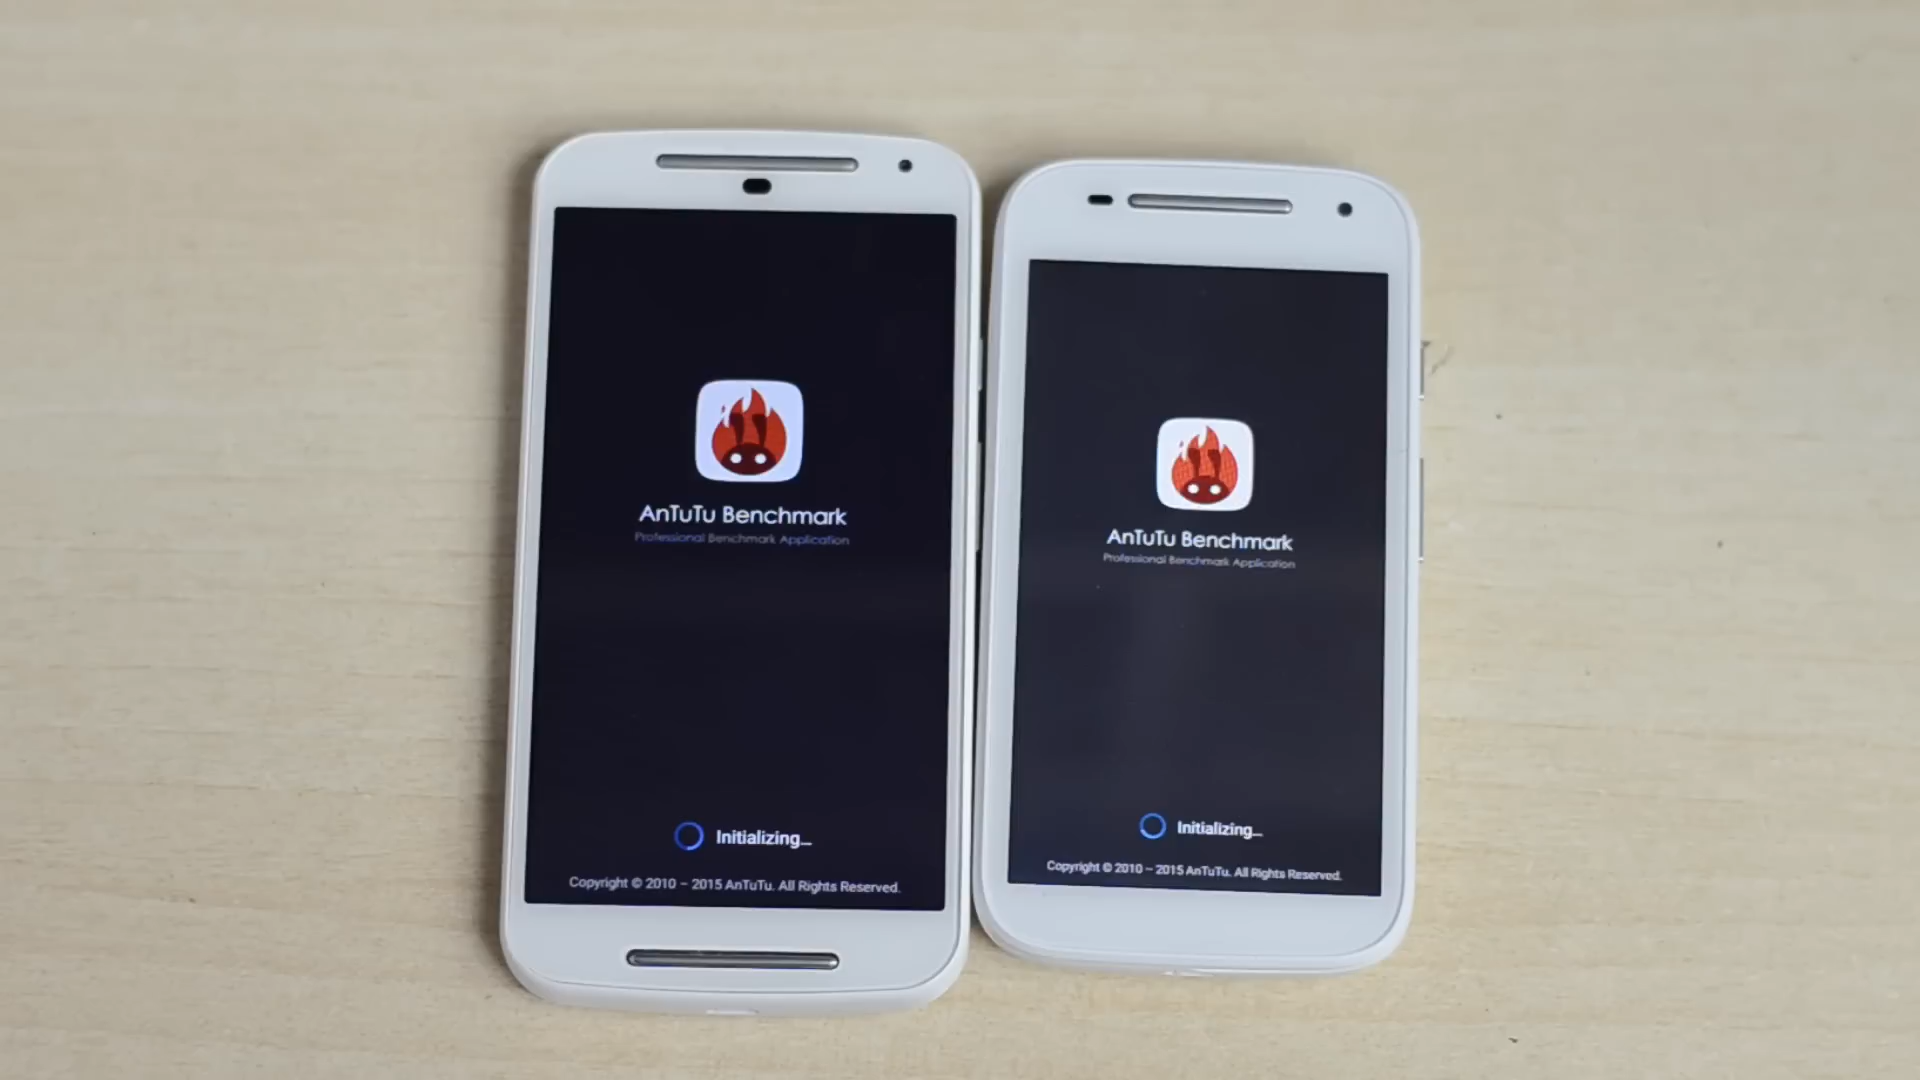 AnTuTu Benchmark
Professional Benchmark Application
Initializing...
Copyright © 2010 – 2015 AnTuTu. All Rights Reserved.
AnTuTu Benchmark
Professional Benchmark Application
Initializing...
Copyright © 2010 – 2015 AnTuTu. All Rights Reserved.